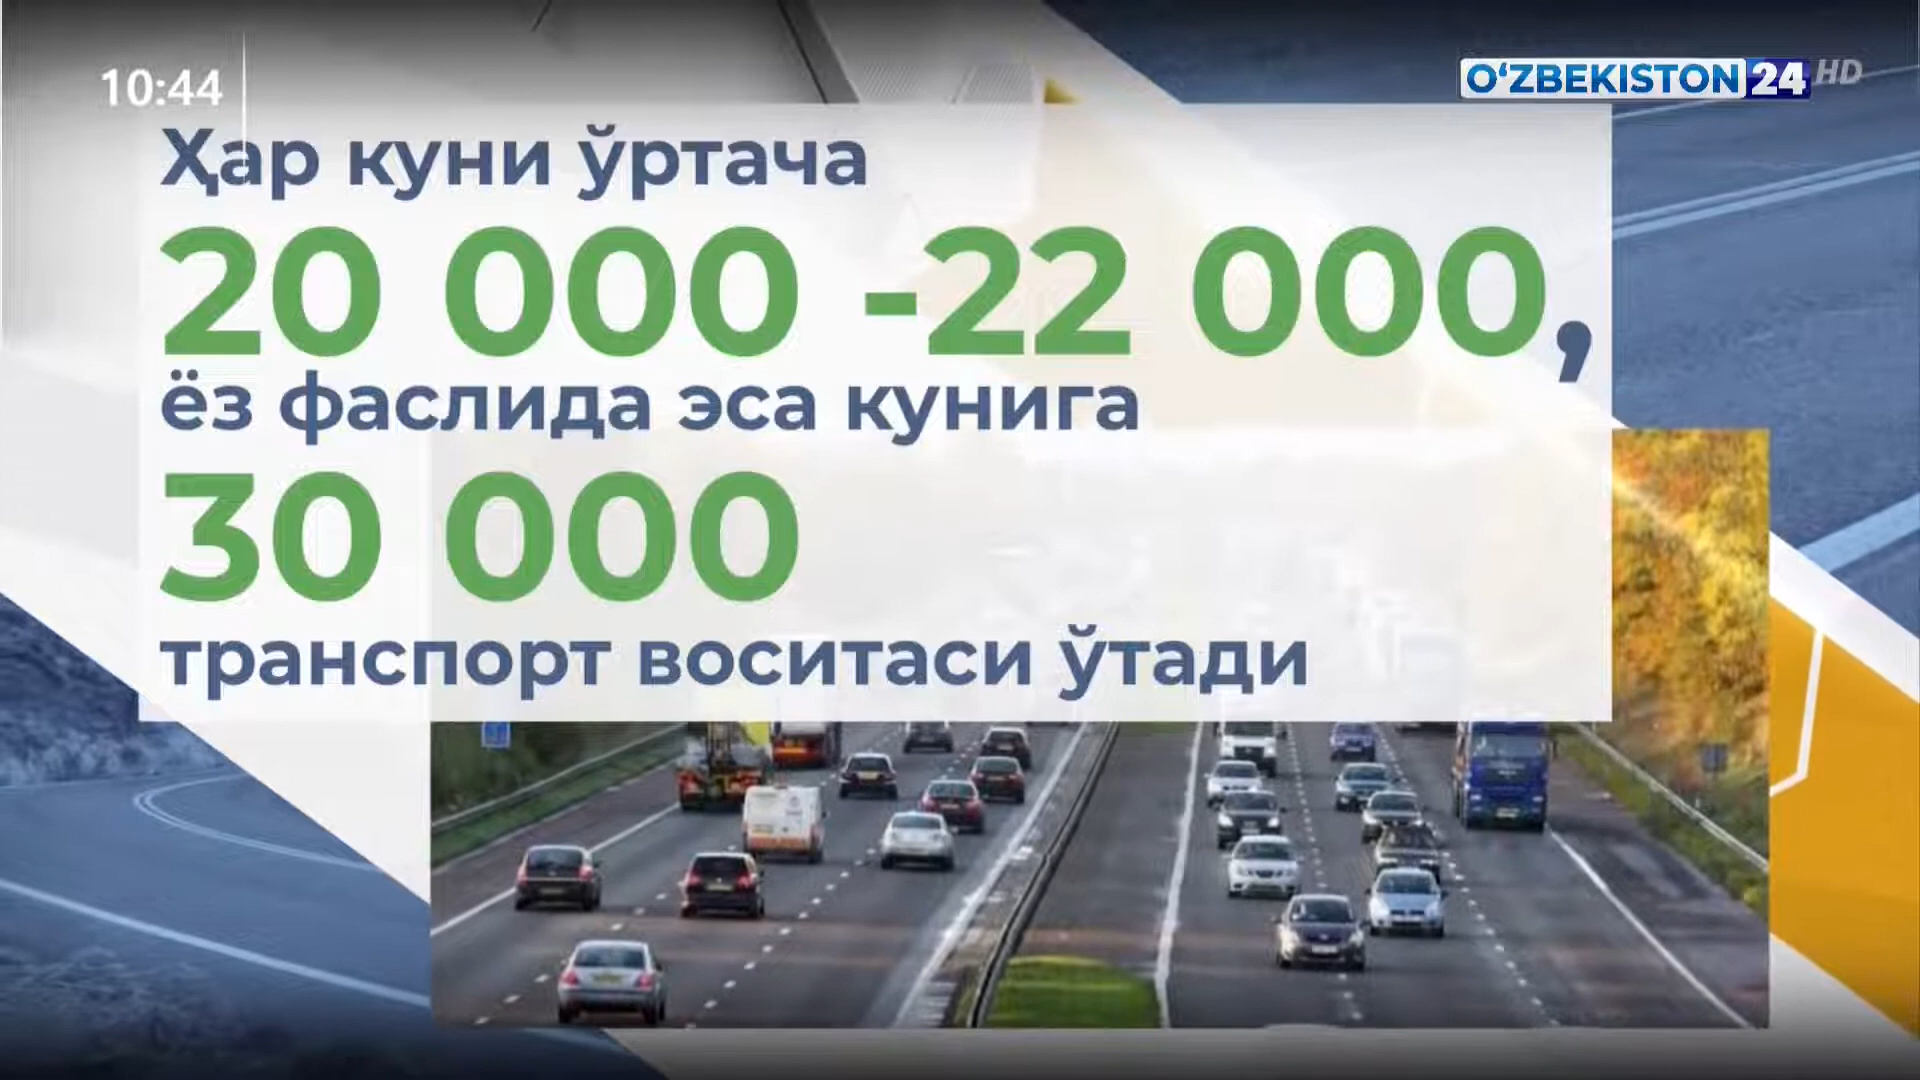 10:44
O‘ZBEKISTON 24 HD
Ҳар куни ўртача
20 000 -22 000,
ёз фаслида эса кунига
30 000
транспорт воситаси ўтади